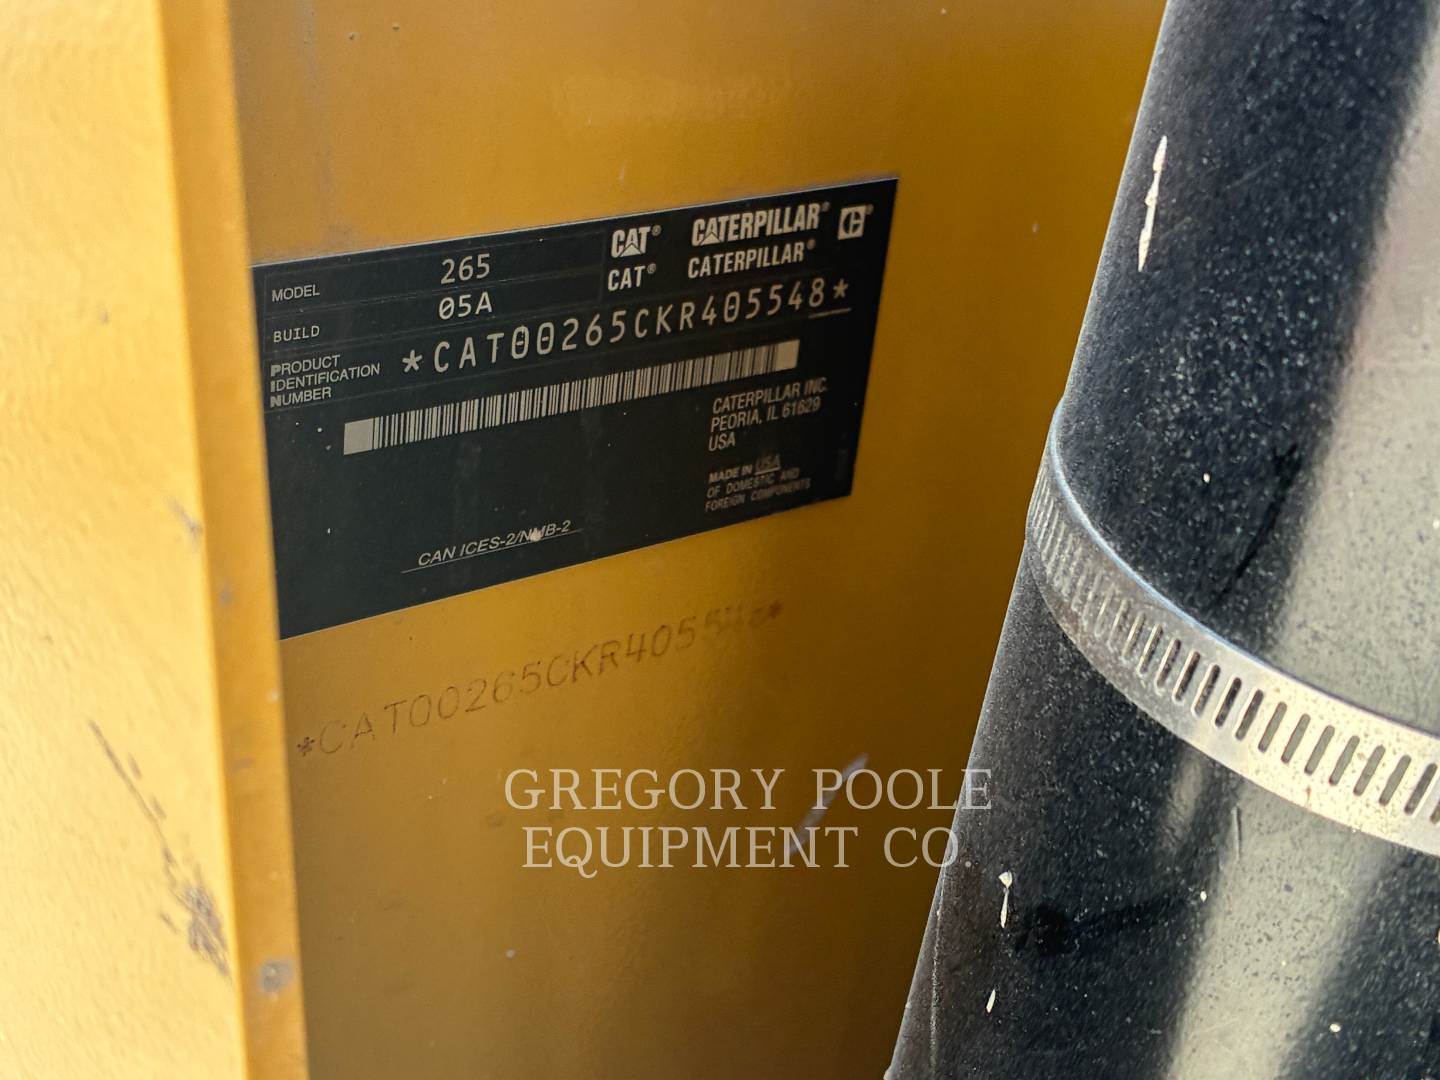 MODEL 265 CAT® CATERPILLAR® C®
BUILD 05A CAT® CATERPILLAR®
PRODUCT
IDENTIFICATION
NUMBER
*CAT00265CKR405548*
CATERPILLAR INC.
PEORIA, IL 61629
USA
MADE IN USA
OF DOMESTIC AND
FOREIGN COMPONENTS
CAN ICES-2/NMB-2
*CAT00265CKR405548*
GREGORY POOLE
EQUIPMENT CO